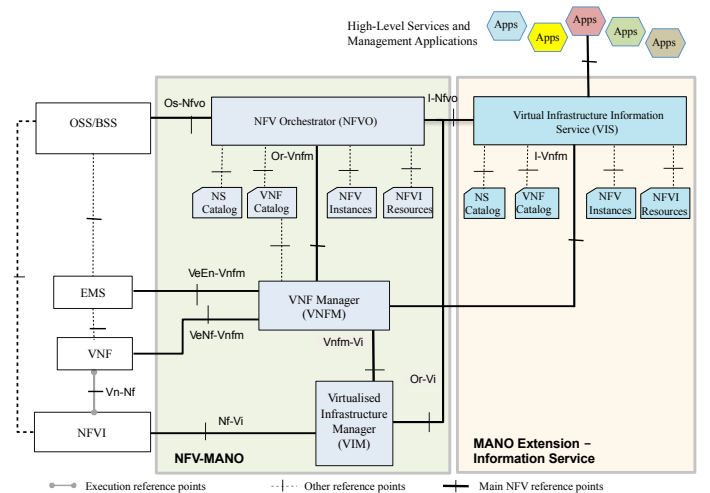 High-Level Services and
Management Applications
Apps
Apps
Apps
Apps
Apps
Os-Nfvo
I-Nfvo
OSS/BSS
NFV Orchestrator (NFVO)
Virtual Infrastructure Information
Service (VIS)
Or-Vnfm
I-Vnfm
NS
Catalog
VNF
Catalog
NFV
Instances
NFVI
Resources
NS
Catalog
VNF
Catalog
NFV
Instances
NFVI
Resources
VeEn-Vnfm
EMS
VNF Manager
(VNFM)
VeNf-Vnfm
Vnfm-Vi
VNF
Or-Vi
Vn-Nf
Virtualised
Infrastructure
Manager
(VIM)
Nf-Vi
NFVI
NFV-MANO
MANO Extension –
Information Service
Execution reference points
Other reference points
Main NFV reference points